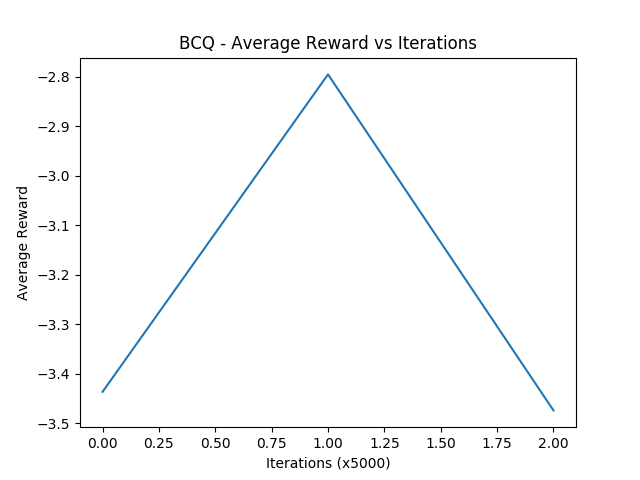 BCQ - Average Reward vs Iterations
Average Reward
−2.8
−2.9
−3.0
−3.1
−3.2
−3.3
−3.4
−3.5
0.00 0.25 0.50 0.75 1.00 1.25 1.50 1.75 2.00
Iterations (x5000)